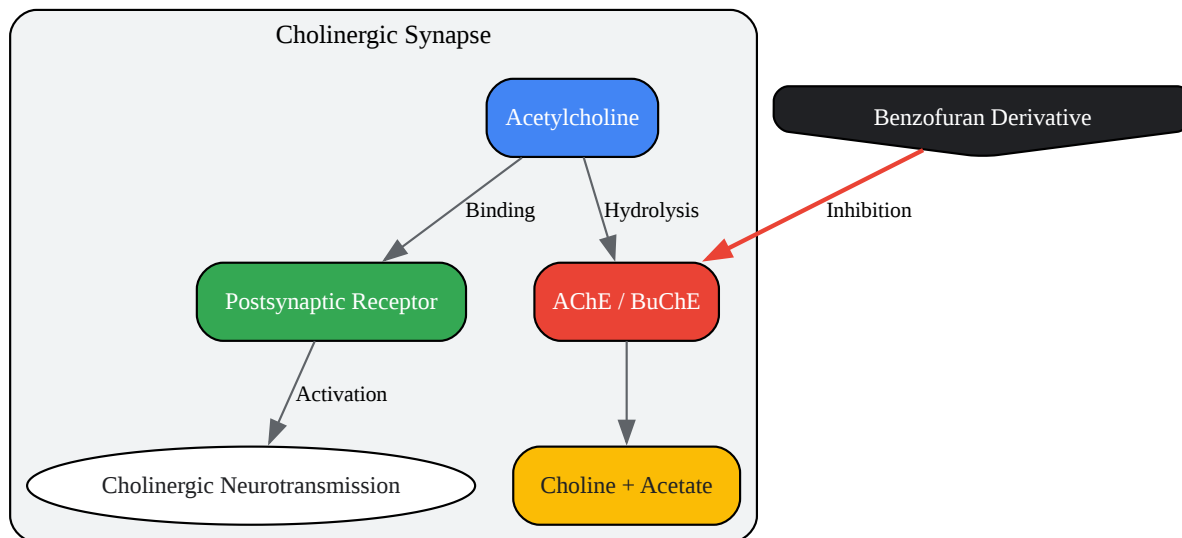 Cholinergic Synapse
Acetylcholine
Benzofuran Derivative
Binding
Hydrolysis
Inhibition
Postsynaptic Receptor
AChE / BuChE
Activation
Cholinergic Neurotransmission
Choline + Acetate